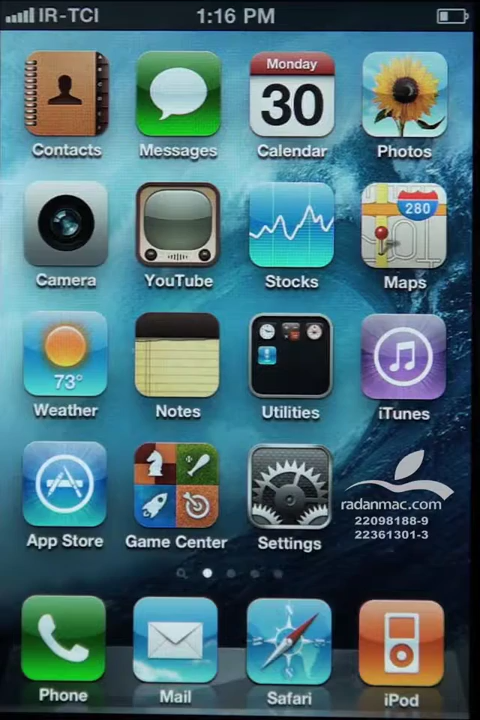 IR-TCI 1:16 PM
Monday
30
Contacts Messages Calendar Photos
280
Camera YouTube Stocks Maps
73°
Weather Notes Utilities iTunes
radanmac.com
22098188-9
22361301-3
App Store Game Center Settings
Phone Mail Safari iPod